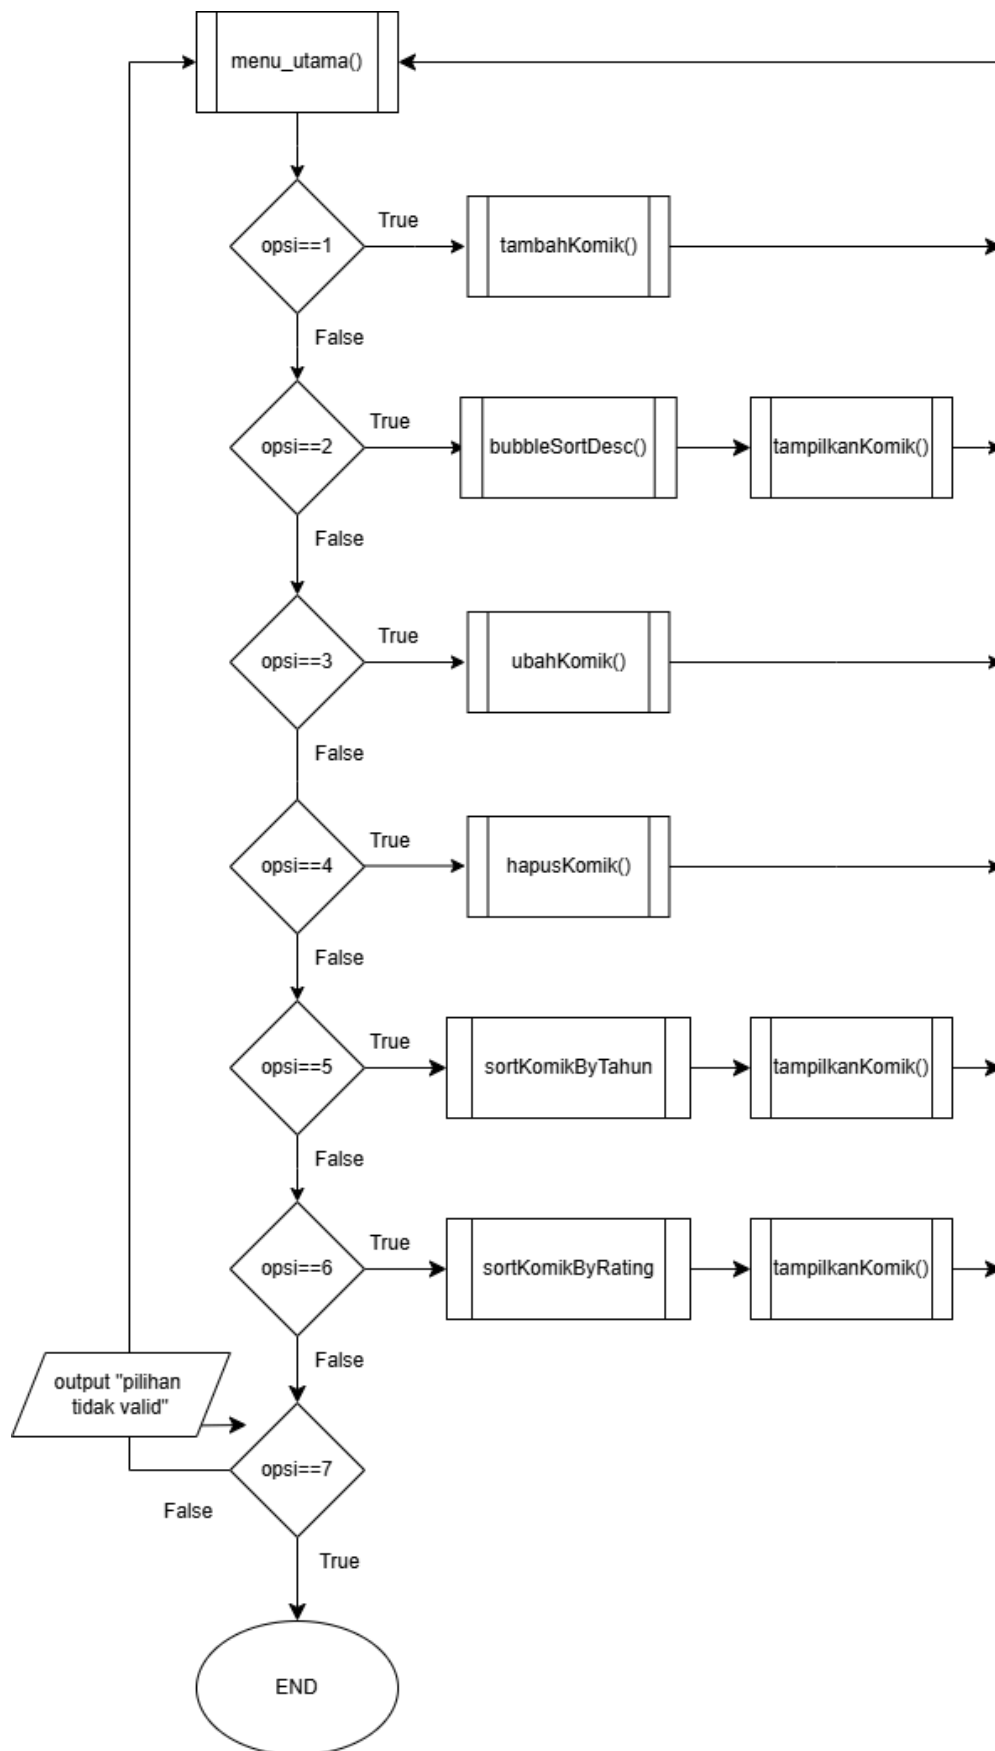 menu_utama()
True
opsi==1
tambahKomik()
False
True
opsi==2
bubbleSortDesc()
tampilkanKomik()
False
True
opsi==3
ubahKomik()
False
True
opsi==4
hapusKomik()
False
True
opsi==5
sortKomikByTahun
tampilkanKomik()
False
True
opsi==6
sortKomikByRating
tampilkanKomik()
False
output "pilihan
tidak valid"
opsi==7
False
True
END